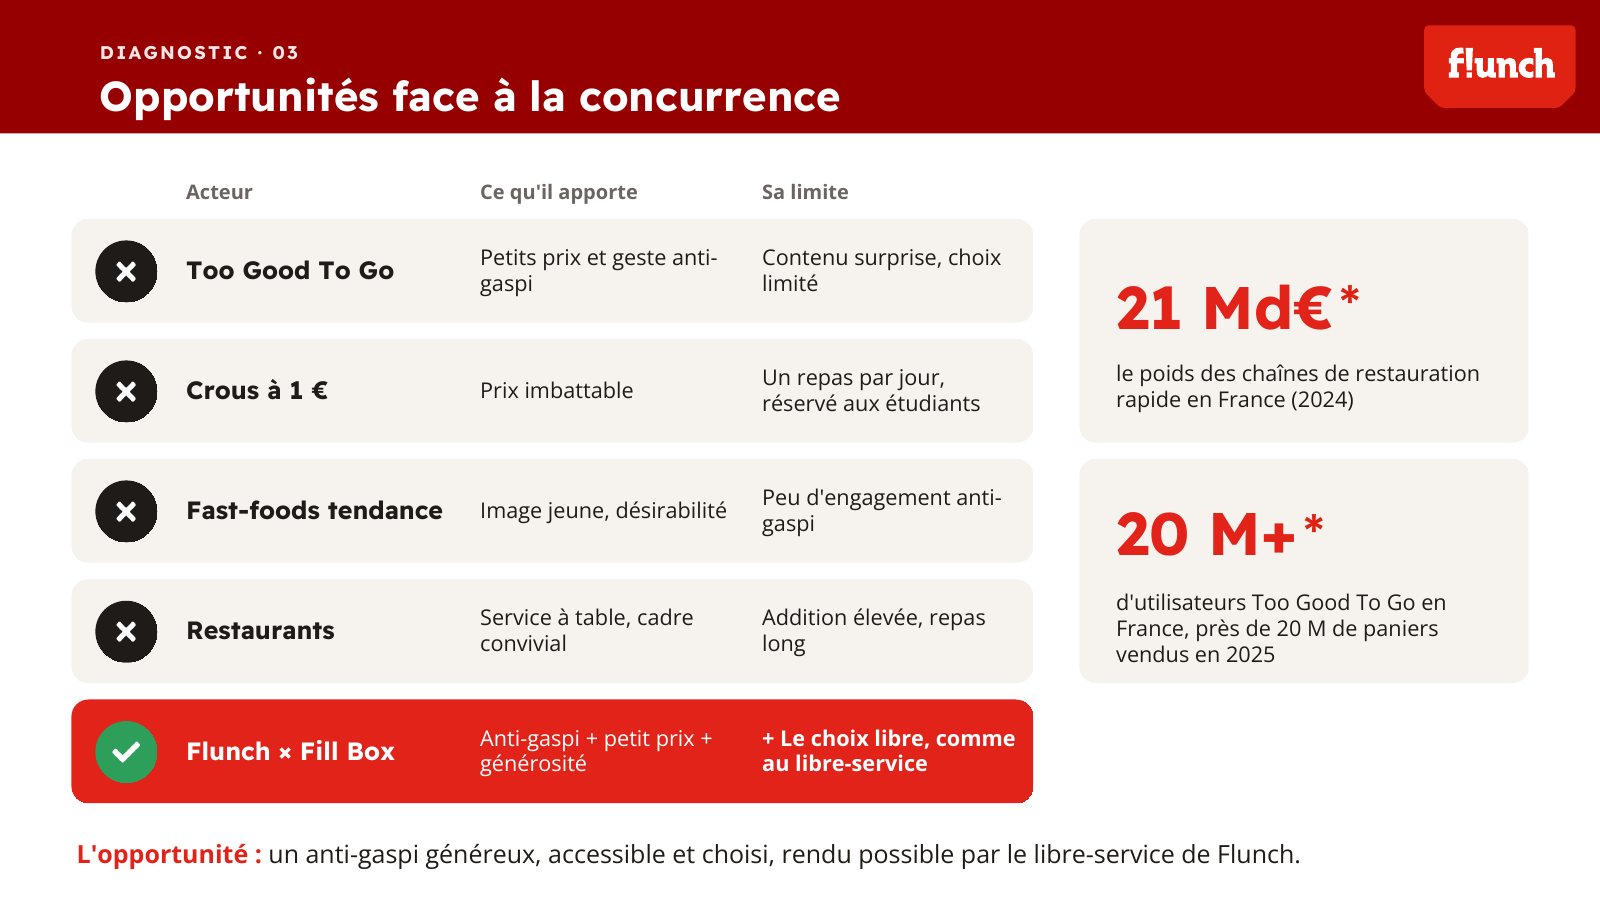 DIAGNOSTIC · 03
Opportunités face à la concurrence
flunch
Acteur
Ce qu'il apporte
Sa limite
Too Good To Go
Petits prix et geste anti-
gaspi
Contenu surprise, choix
limité
Crous à 1 €
Prix imbattable
Un repas par jour,
réservé aux étudiants
Fast-foods tendance
Image jeune, désirabilité
Peu d'engagement anti-
gaspi
Restaurants
Service à table, cadre
convivial
Addition élevée, repas
long
Flunch × Fill Box
Anti-gaspi + petit prix +
générosité
+ Le choix libre, comme
au libre-service
21 Md€*
le poids des chaînes de restauration
rapide en France (2024)
20 M+*
d'utilisateurs Too Good To Go en
France, près de 20 M de paniers
vendus en 2025
L'opportunité : un anti-gaspi généreux, accessible et choisi, rendu possible par le libre-service de Flunch.